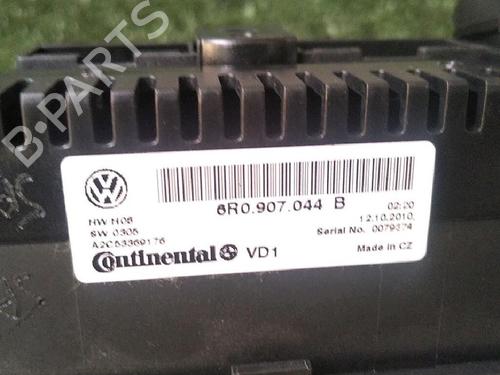 B-PARTS
6R0.907.044 B
HW H06
SW 0305
A2C53369176
02:20
12.10.2010
Serial No. 0079374
Continental VD1
Made in CZ